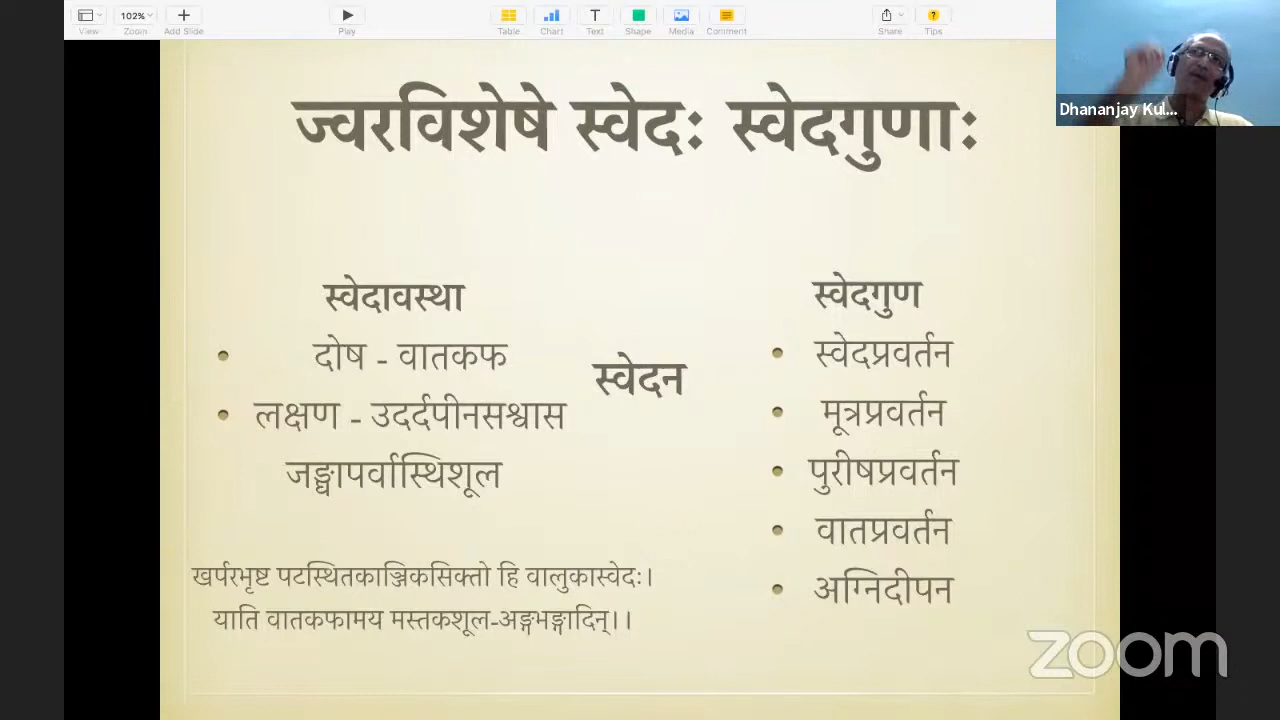 View
102%
Zoom
Add Slide
Play
Table
Chart
T
Text
Shape
Media
Comment
Share
?
Tips
Dhananjay Kul...
ज्वरविशेषे स्वेदः स्वेदगुणाः
स्वेदावस्था
• दोष - वातकफ
• लक्षण - उदर्दपीनसश्वास
जङ्घापर्वास्थिशूल
स्वेदन
स्वेदगुण
• स्वेदप्रवर्तन
• मूत्रप्रवर्तन
• पुरीषप्रवर्तन
• वातप्रवर्तन
• अग्निदीपन
खर्परभृष्ट पटस्थितकाञ्जिकसिक्तो हि वालुकास्वेदः।
याति वातकफामय मस्तकशूल-अङ्गभङ्गादिन्।।
zoom